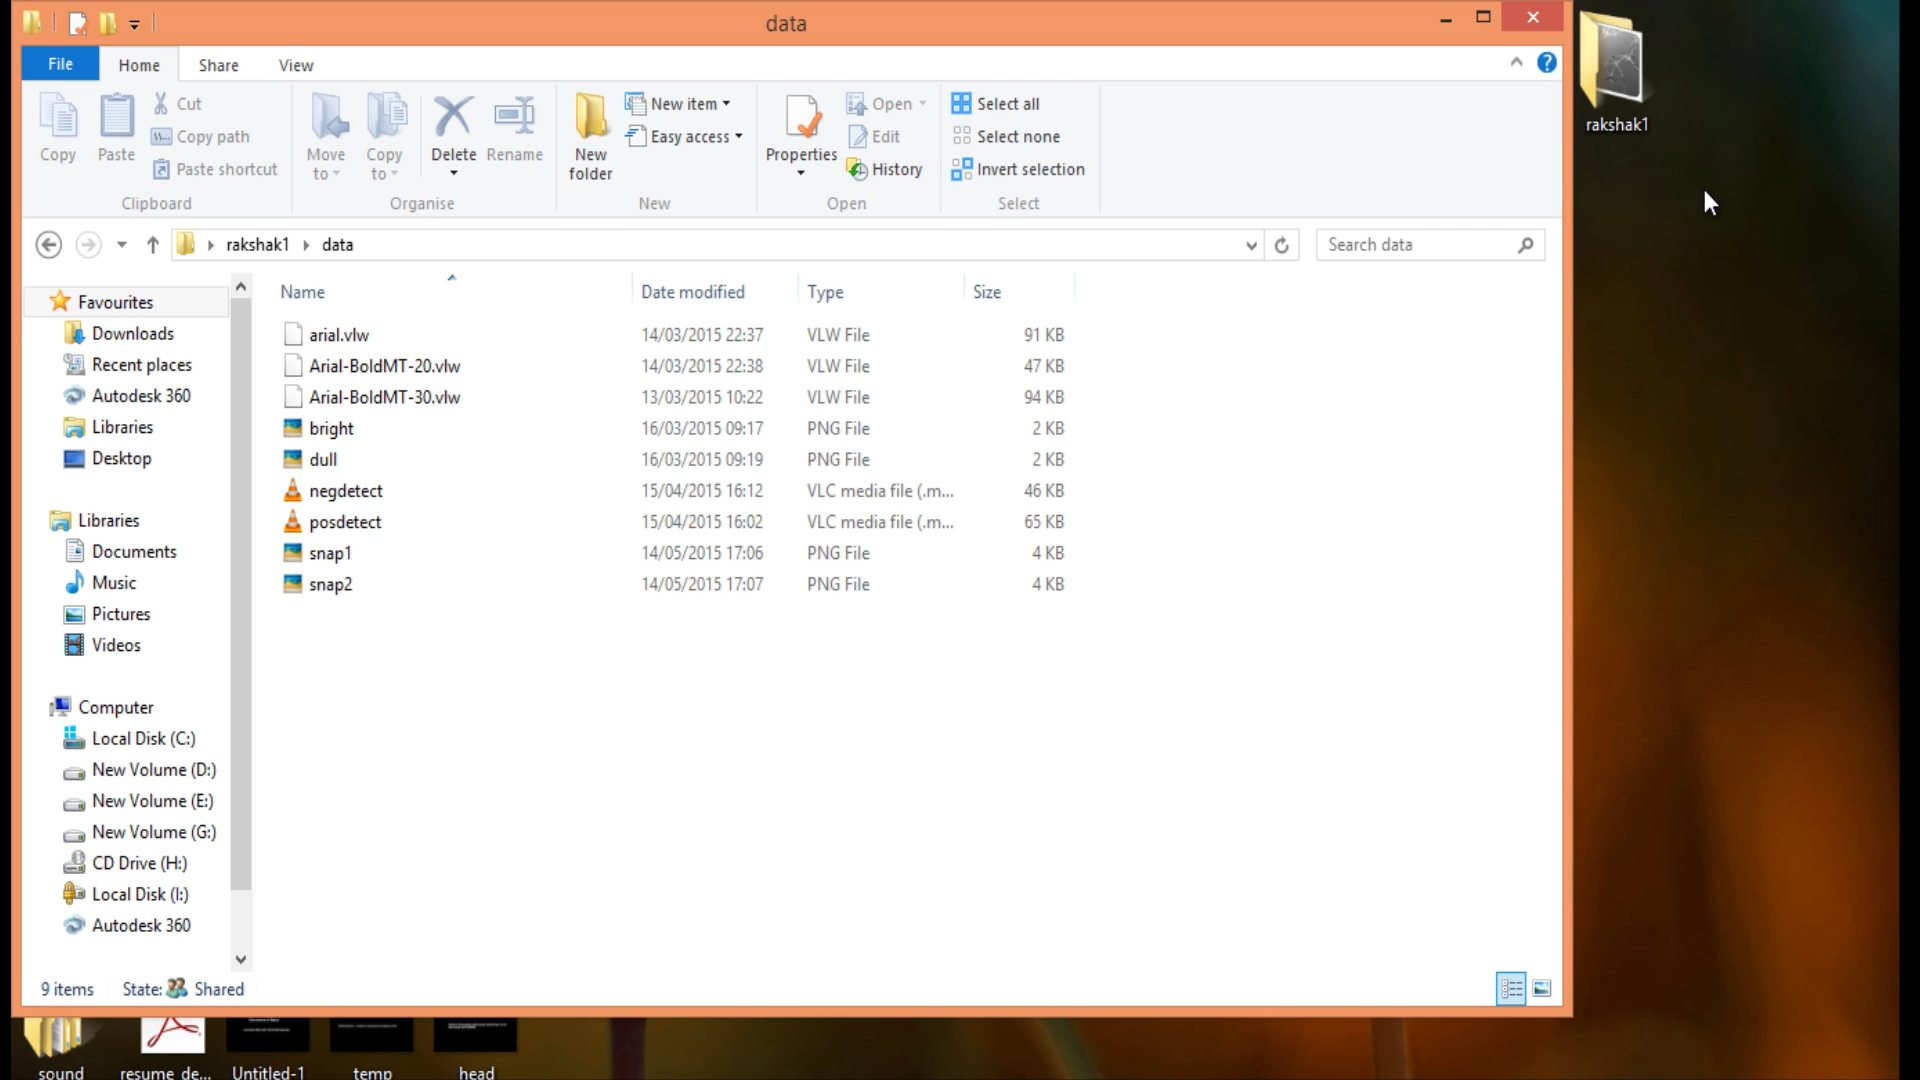 data
File Home Share View
Copy
Paste
Cut
Copy path
Paste shortcut
Clipboard
Move to
Copy to
Delete
Rename
Organise
New folder
New item
Easy access
New
Properties
Open
Edit
History
Open
Select all
Select none
Invert selection
Select
rakshak1
rakshak1 data
Search data
Name Date modified Type Size
arial.vlw 14/03/2015 22:37 VLW File 91 KB
Arial-BoldMT-20.vlw 14/03/2015 22:38 VLW File 47 KB
Arial-BoldMT-30.vlw 13/03/2015 10:22 VLW File 94 KB
bright 16/03/2015 09:17 PNG File 2 KB
dull 16/03/2015 09:19 PNG File 2 KB
negdetect 15/04/2015 16:12 VLC media file (.m... 46 KB
posdetect 15/04/2015 16:02 VLC media file (.m... 65 KB
snap1 14/05/2015 17:06 PNG File 4 KB
snap2 14/05/2015 17:07 PNG File 4 KB
Favourites
Downloads
Recent places
Autodesk 360
Libraries
Desktop
Libraries
Documents
Music
Pictures
Videos
Computer
Local Disk (C:)
New Volume (D:)
New Volume (E:)
New Volume (G:)
CD Drive (H:)
Local Disk (I:)
Autodesk 360
9 items State: Shared
sound resume_de... Untitled-1 temp head